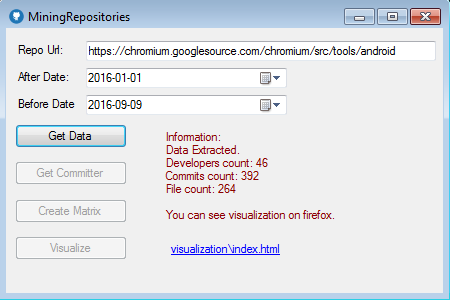 MiningRepositories
Repo Url: https://chromium.googlesource.com/chromium/src/tools/android
After Date: 2016-01-01
Before Date 2016-09-09
Get Data
Information:
Data Extracted.
Developers count: 46
Get Committer
Commits count: 392
File count: 264
Create Matrix
You can see visualization on firefox.
Visualize
visualization\index.html